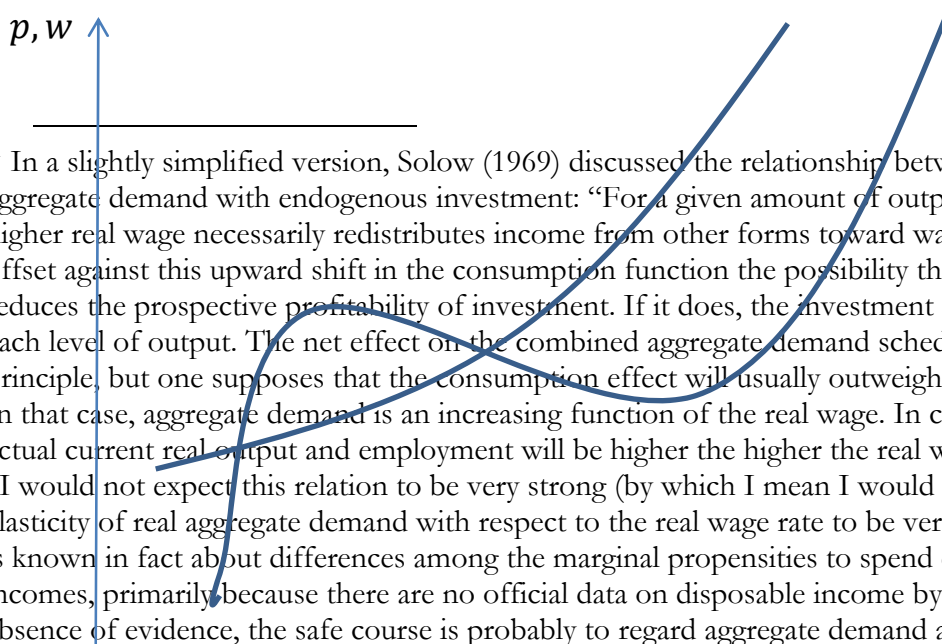 p, w
In a slightly simplified version, Solow (1969) discussed the relationship betw
ggregate demand with endogenous investment: “For a given amount of outp
igher real wage necessarily redistributes income from other forms toward wa
ffset against this upward shift in the consumption function the possibility th
educes the prospective profitability of investment. If it does, the investment
ach level of output. The net effect on the combined aggregate demand sched
rinciple, but one supposes that the consumption effect will usually outweigh
n that case, aggregate demand is an increasing function of the real wage. In c
ctual current real output and employment will be higher the higher the real w
I would not expect this relation to be very strong (by which I mean I would
lasticity of real aggregate demand with respect to the real wage rate to be ver
s known in fact about differences among the marginal propensities to spend
ncomes, primarily because there are no official data on disposable income by
bsence of evidence, the safe course is probably to regard aggregate demand a